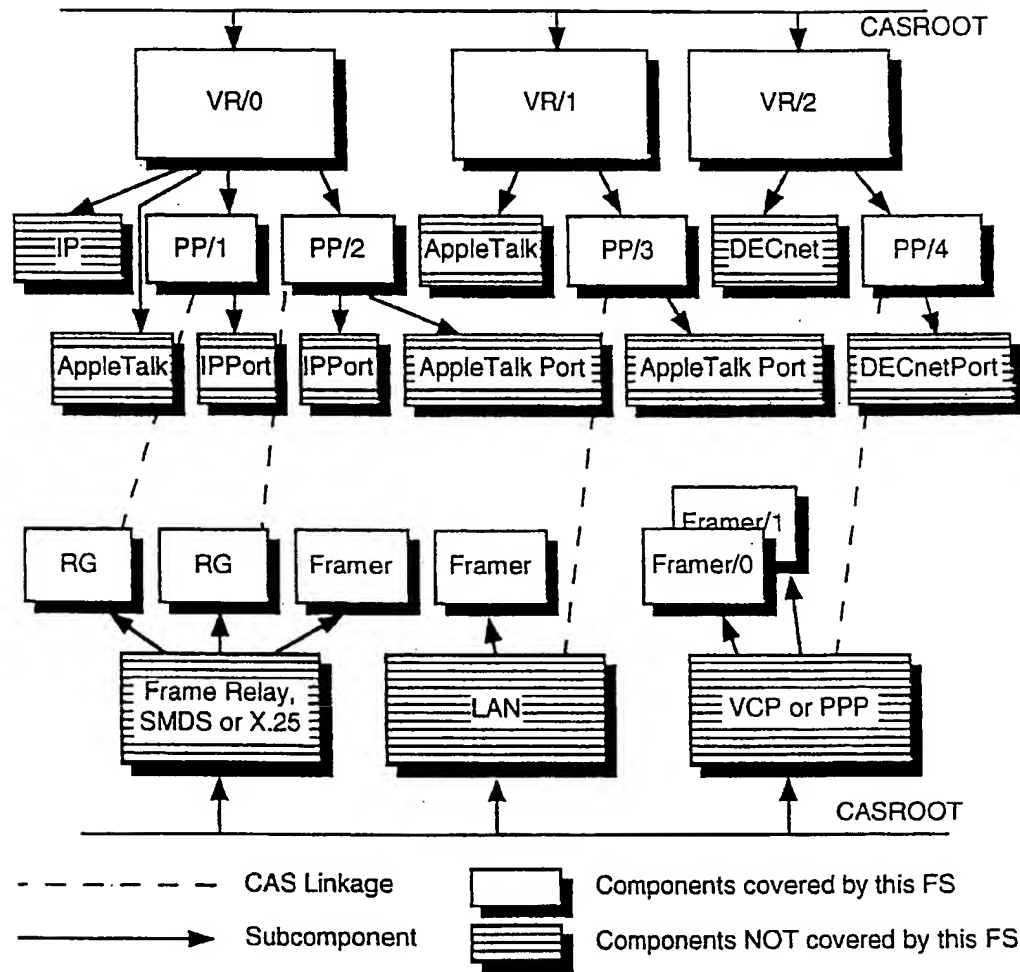 CASROOT
VR/0
VR/1
VR/2
IP
PP/1
PP/2
AppleTalk
PP/3
DECnet
PP/4
AppleTalk
IPPort
IPPort
AppleTalk Port
AppleTalk Port
DECnetPort
RG
RG
Framer
Framer
Framer/1
Framer/0
Frame Relay,
SMDS or X.25
LAN
VCP or PPP
CASROOT
CAS Linkage
Components covered by this FS
Subcomponent
Components NOT covered by this FS